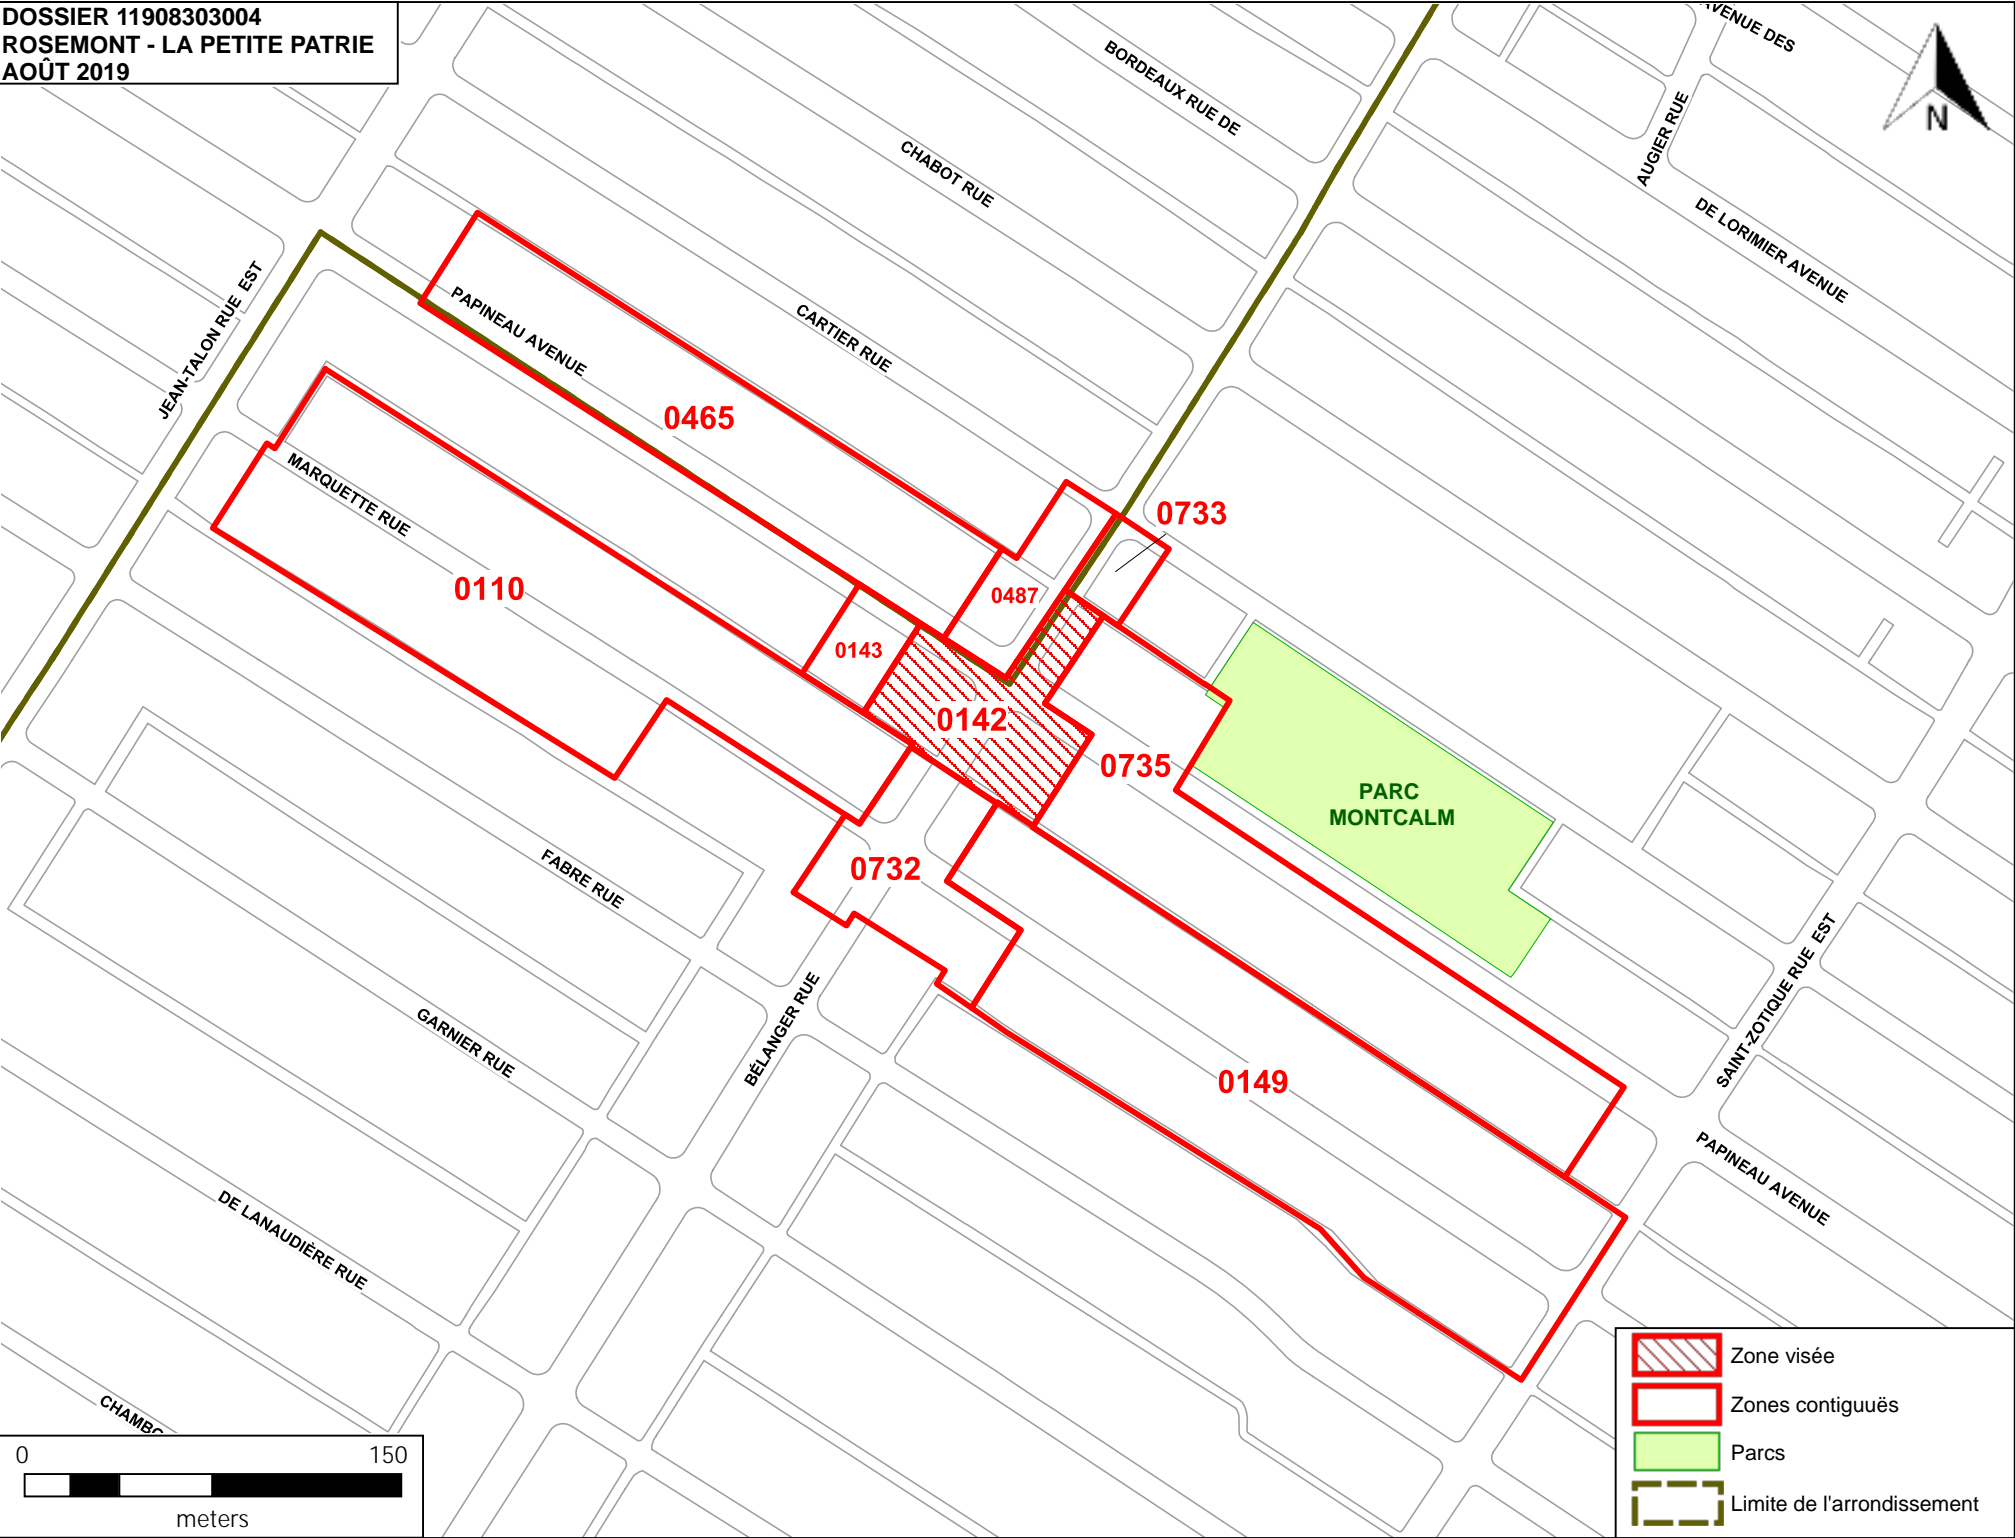 DOSSIER 11908303004
ROSEMONT - LA PETITE PATRIE
AOÛT 2019
AVENUE DES
BORDEAUX RUE DE
AUGIER RUE
N
CHABOT RUE
DE LORIMIER AVENUE
JEAN-TALON RUE EST
PAPINEAU AVENUE
CARTIER RUE
0465
MARQUETTE RUE
0733
0110
0487
0143
0142
0735
PARC
MONTCALM
FABRE RUE
0732
SAINT-ZOTIQUE RUE EST
GARNIER RUE
BÉLANGER RUE
0149
PAPINEAU AVENUE
DE LANAUDIÈRE RUE
Zone visée
Zones contiguuës
Parcs
Limite de l'arrondissement
0 150
meters